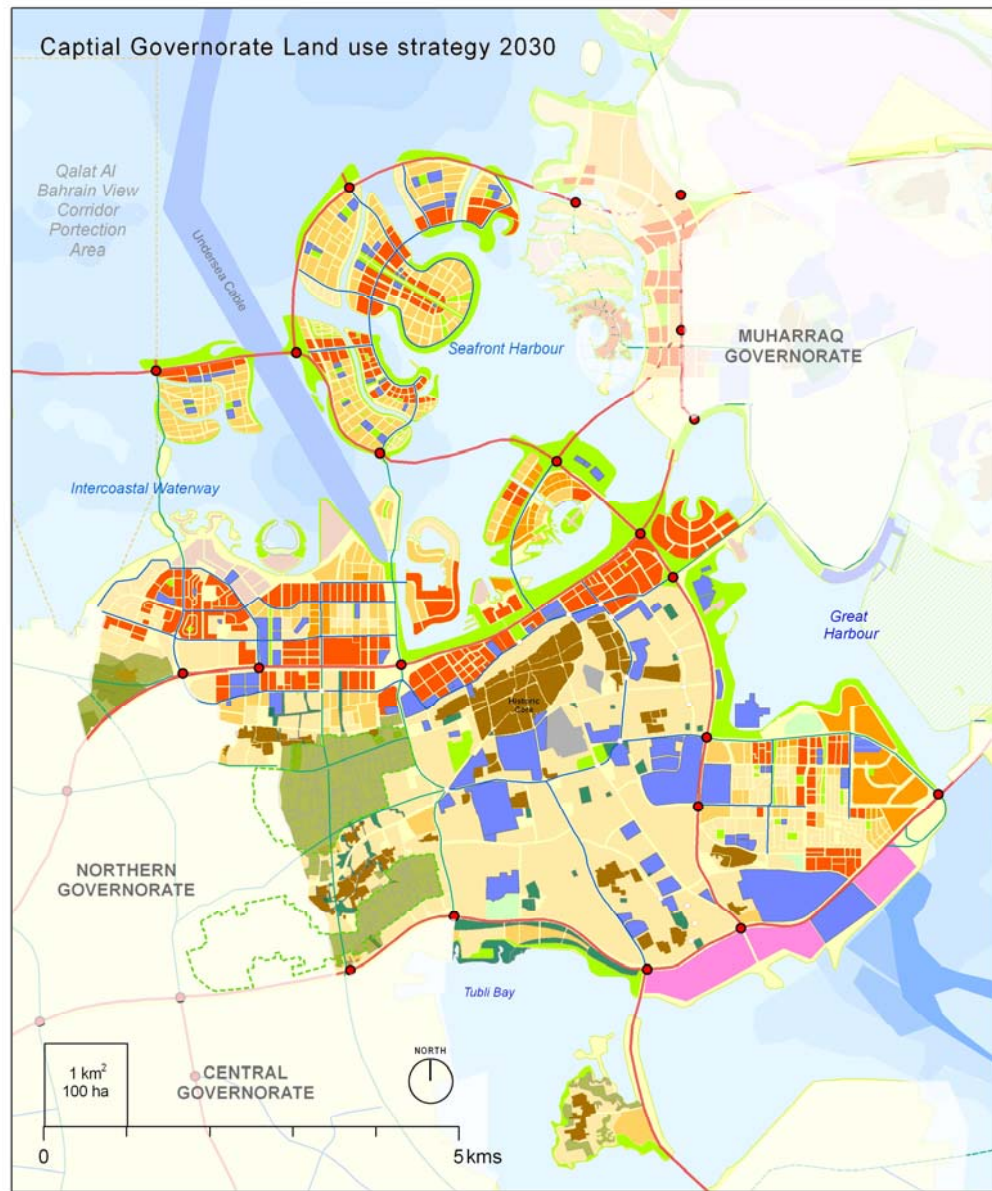 Captial Governorate Land use strategy 2030
Qalat Al
Bahrain View
Corridor
Portection
Area
Undersea Cable
Seafront Harbour
MUHARRAQ
GOVERNORATE
Intercoastal Waterway
Great
Harbour
Historic
Core
NORTHERN
GOVERNORATE
Tubli Bay
NORTH
1 km²
100 ha
CENTRAL
GOVERNORATE
0
5 kms